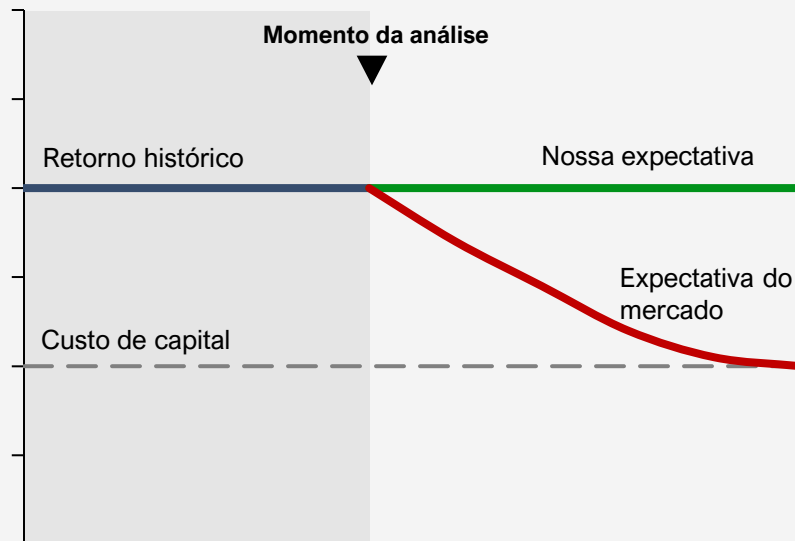 Momento da análise
Retorno histórico
Nossa expectativa
Expectativa do
mercado
Custo de capital